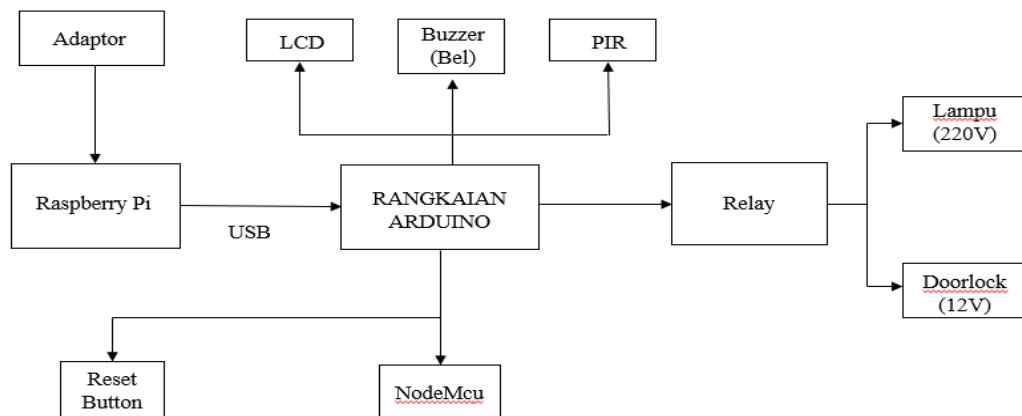 Adaptor
LCD
Buzzer
(Bel)
PIR
Lampu
(220V)
Raspberry Pi
USB
RANGKAIAN
ARDUINO
Relay
Doorlock
(12V)
Reset
Button
NodeMcu